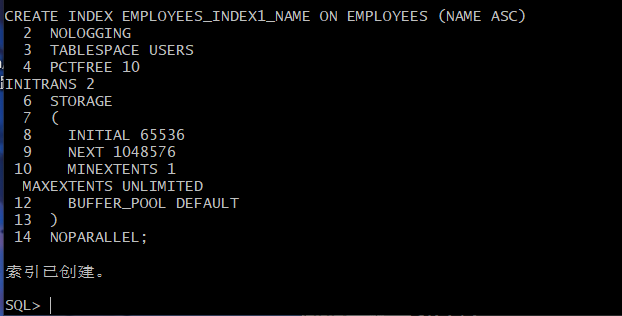 CREATE INDEX EMPLOYEES_INDEX1_NAME ON EMPLOYEES (NAME ASC)
2 NOLOGGING
3 TABLESPACE USERS
4 PCTFREE 10
INITRANS 2
6 STORAGE
7 (
8 INITIAL 65536
9 NEXT 1048576
10 MINEXTENTS 1
MAXEXTENTS UNLIMITED
12 BUFFER_POOL DEFAULT
13 )
14 NOPARALLEL;
索引已创建。
SQL>